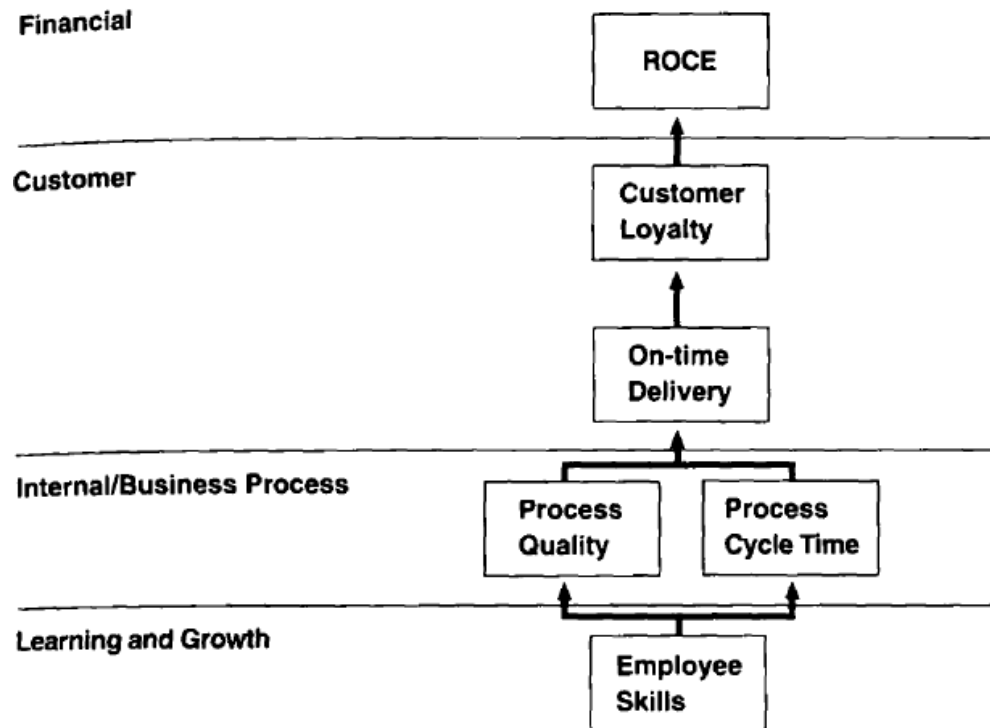 Financial
ROCE
Customer
Customer
Loyalty
On-time
Delivery
Internal/Business Process
Process
Quality
Process
Cycle Time
Learning and Growth
Employee
Skills